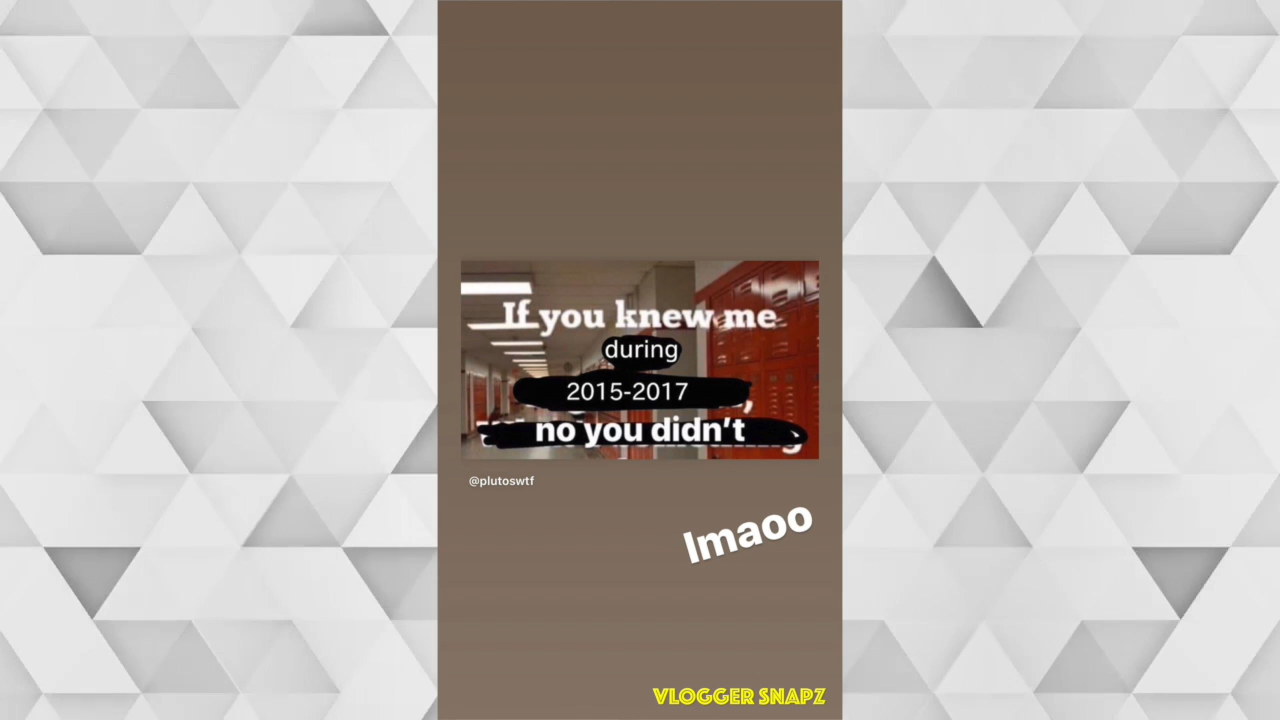 If you knew me
during
2015-2017
no you didn't
@plutoswtf
lmaoo
VLOGGER SNAPZ